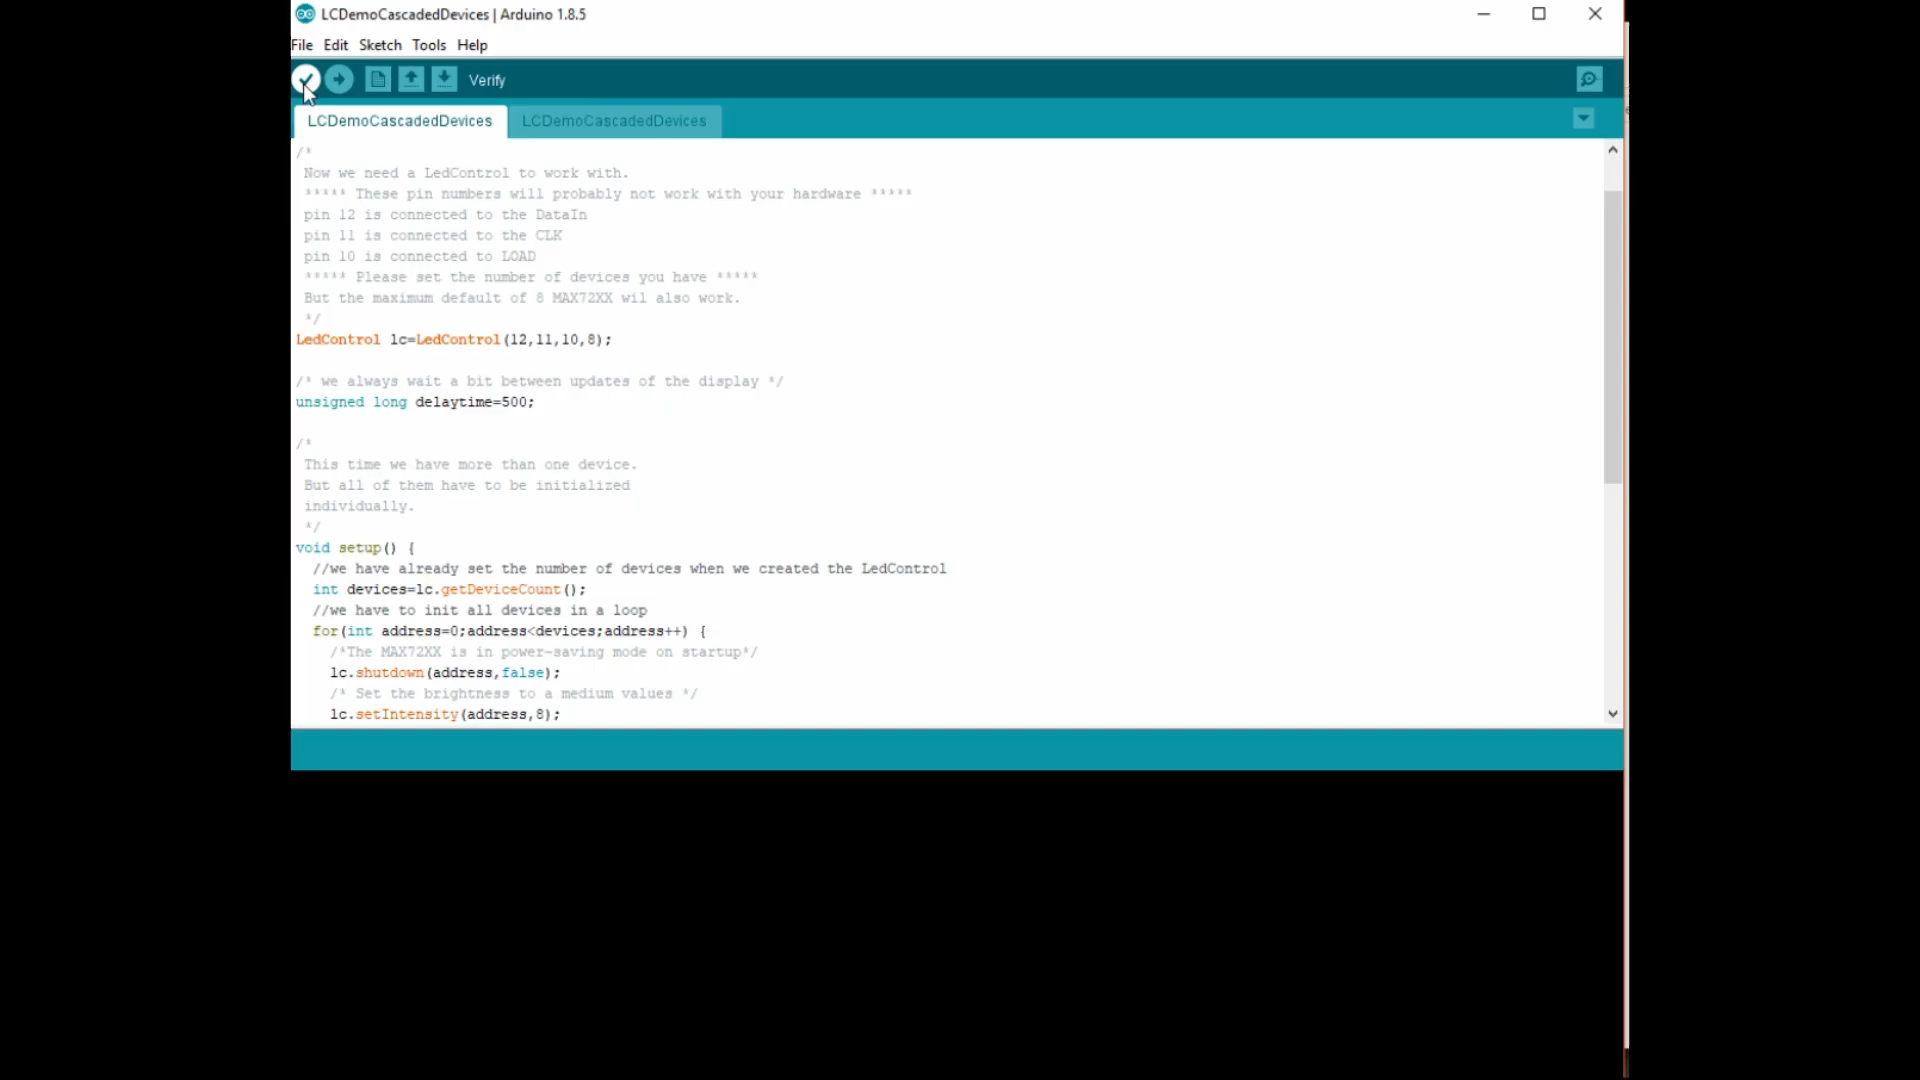 LCDemoCascadedDevices | Arduino 1.8.5
File Edit Sketch Tools Help
Verify
LCDemoCascadedDevices LCDemoCascadedDevices
/*
Now we need a LedControl to work with.
***** These pin numbers will probably not work with your hardware *****
pin 12 is connected to the DataIn
pin 11 is connected to the CLK
pin 10 is connected to LOAD
***** Please set the number of devices you have *****
But the maximum default of 8 MAX72XX wil also work.
*/
LedControl lc=LedControl(12,11,10,8);
/* we always wait a bit between updates of the display */
unsigned long delaytime=500;
/*
This time we have more than one device.
But all of them have to be initialized
individually.
*/
void setup() {
//we have already set the number of devices when we created the LedControl
int devices=lc.getDeviceCount();
//we have to init all devices in a loop
for(int address=0;address<devices;address++) {
/*The MAX72XX is in power-saving mode on startup*/
lc.shutdown(address,false);
/* Set the brightness to a medium values */
lc.setIntensity(address,8);